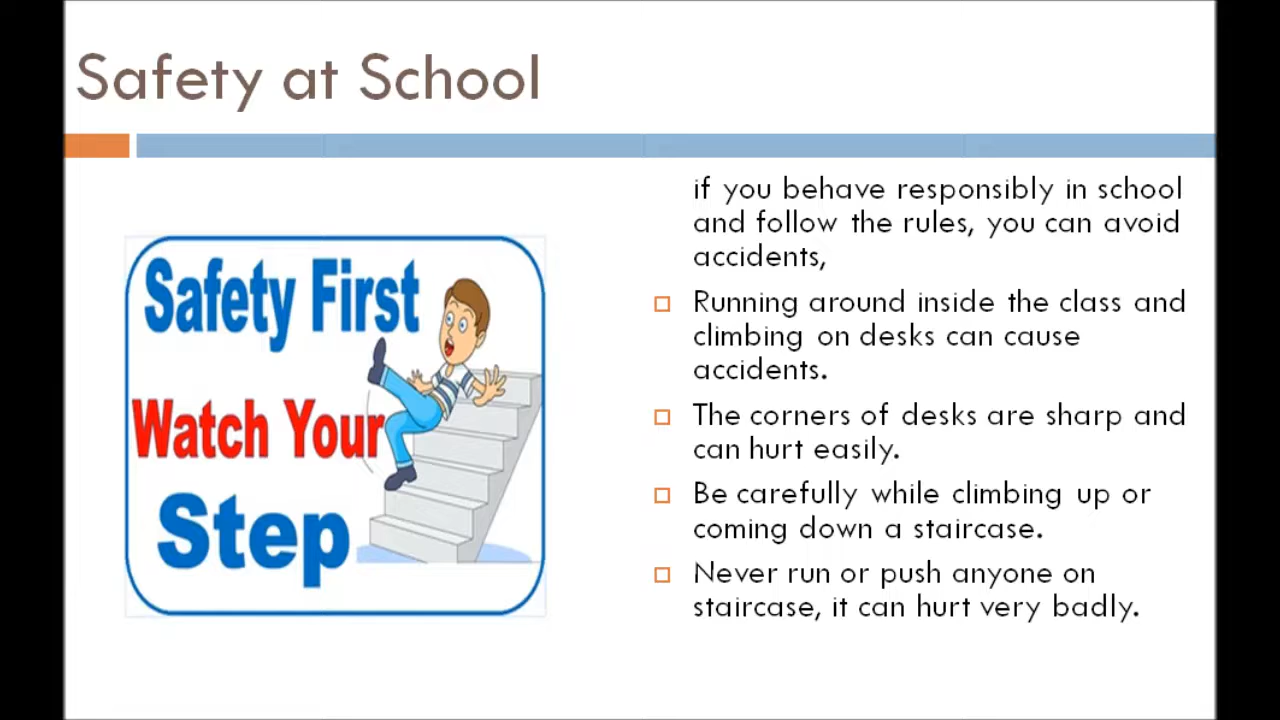 Safety at School
Safety First
Watch Your
Step
if you behave responsibly in school
and follow the rules, you can avoid
accidents,
Running around inside the class and
climbing on desks can cause
accidents.
The corners of desks are sharp and
can hurt easily.
Be carefully while climbing up or
coming down a staircase.
Never run or push anyone on
staircase, it can hurt very badly.